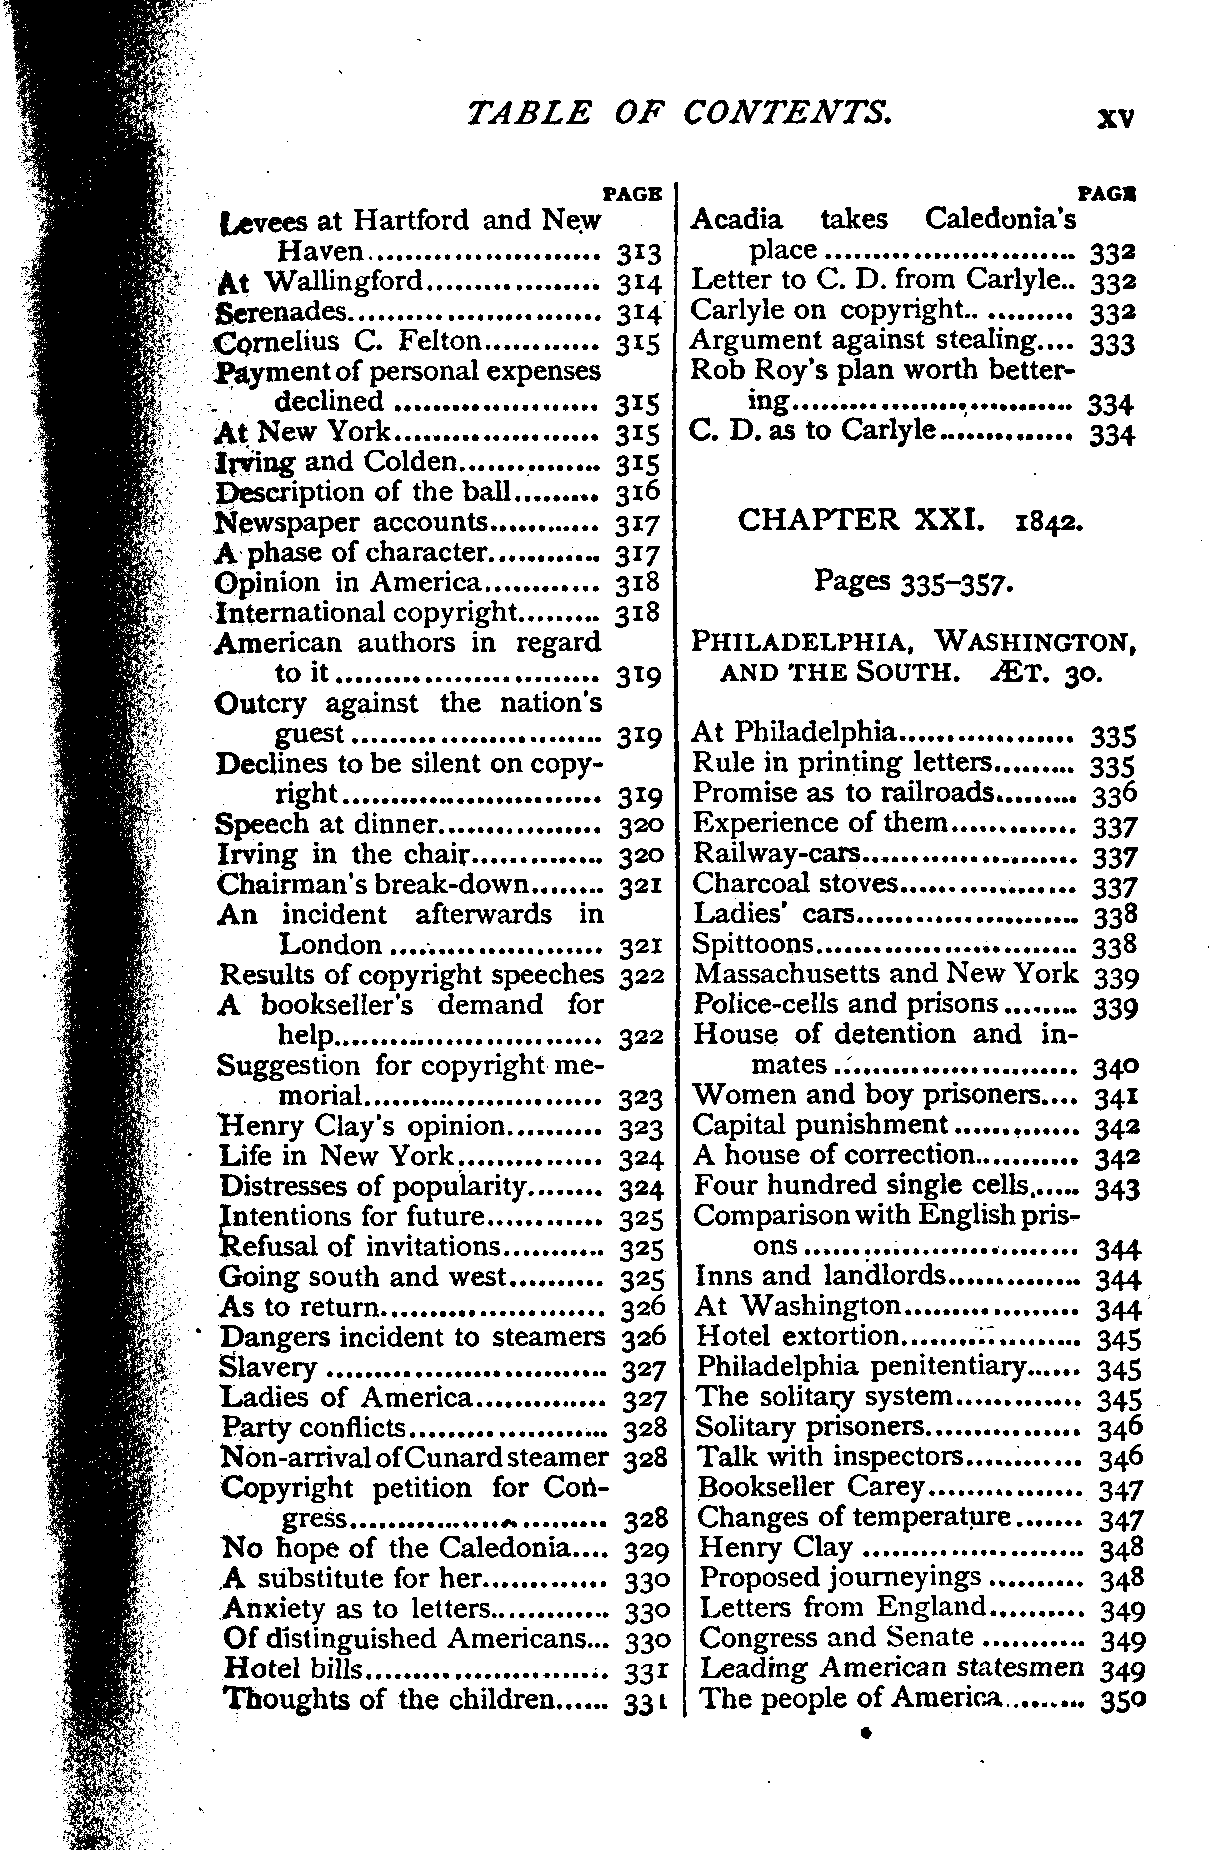 TABLE OF CONTENTS. xv
PAGE
Levees at Hartford and New
Haven........................ 313
At Wallingford.................. 314
Serenades.......................... 314
Cornelius C. Felton............ 315
Payment of personal expenses
declined ..................... 315
At New York..................... 315
Irving and Colden............... 315
Description of the ball......... 316
Newspaper accounts............ 317
A phase of character............ 317
Opinion in America............ 318
International copyright......... 318
American authors in regard
to it ........................... 319
Outcry against the nation's
guest .......................... 319
Declines to be silent on copy-
right........................... 319
Speech at dinner................. 320
Irving in the chair.............. 320
Chairman's break-down........ 321
An incident afterwards in
London ...................... 321
Results of copyright speeches 322
A bookseller's demand for
help............................ 322
Suggestion for copyright me-
morial......................... 323
Henry Clay's opinion.......... 323
Life in New York............... 324
Distresses of popularity........ 324
Intentions for future............ 325
Refusal of invitations........... 325
Going south and west.......... 325
As to return....................... 326
Dangers incident to steamers 326
Slavery ............................. 327
Ladies of America.............. 327
Party conflicts..................... 328
Non-arrival of Cunard steamer 328
Copyright petition for Con-
gress........................... 328
No hope of the Caledonia.... 329
A substitute for her............. 330
Anxiety as to letters............. 330
Of distinguished Americans... 330
Hotel bills......................... 331
Thoughts of the children...... 331
PAGE
Acadia takes Caledonia's
place .......................... 332
Letter to C. D. from Carlyle.. 332
Carlyle on copyright........... 332
Argument against stealing.... 333
Rob Roy's plan worth better-
ing............................. 334
C. D. as to Carlyle.............. 334
CHAPTER XXI. 1842.
Pages 335–357.
PHILADELPHIA, WASHINGTON,
AND THE SOUTH. ÆT. 30.
At Philadelphia.................. 335
Rule in printing letters......... 335
Promise as to railroads......... 336
Experience of them............. 337
Railway-cars...................... 337
Charcoal stoves.................. 337
Ladies' cars....................... 338
Spittoons........................... 338
Massachusetts and New York 339
Police-cells and prisons........ 339
House of detention and in-
mates ......................... 340
Women and boy prisoners.... 341
Capital punishment ............. 342
A house of correction........... 342
Four hundred single cells...... 343
Comparison with English pris-
ons ............................. 344
Inns and landlords.............. 344
At Washington.................. 344
Hotel extortion................... 345
Philadelphia penitentiary...... 345
The solitary system............. 345
Solitary prisoners................ 346
Talk with inspectors............ 346
Bookseller Carey................ 347
Changes of temperature....... 347
Henry Clay ....................... 348
Proposed journeyings .......... 348
Letters from England.......... 349
Congress and Senate ........... 349
Leading American statesmen 349
The people of America......... 350